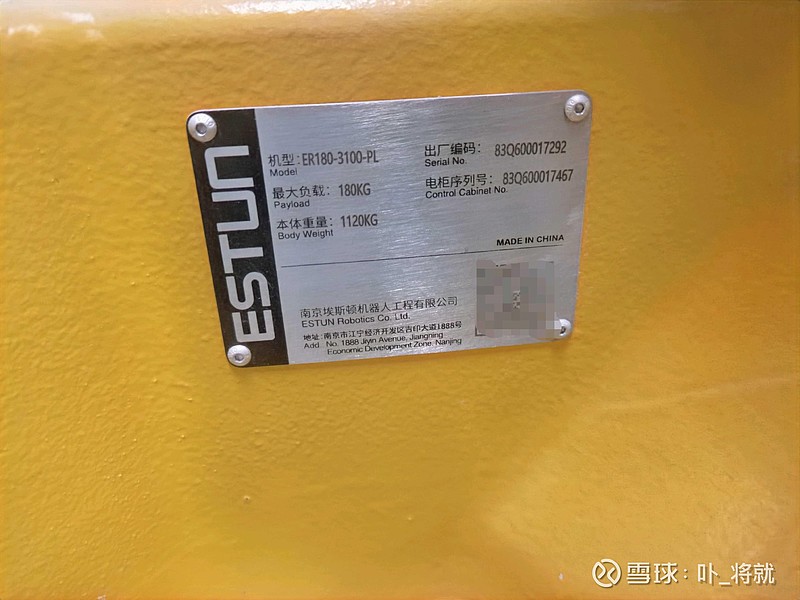 ESTUN
机型：ER180-3100-PL
Model
最大负载：180KG
Payload
本体重量：1120KG
Body Weight
出厂编码：83Q600017292
Serial No.
电柜序列号：83Q600017467
Control Cabinet No.
MADE IN CHINA
南京埃斯顿机器人工程有限公司
ESTUN Robotics Co. Ltd.
地址：南京市江宁经济开发区吉印大道1888号
Add. No. 1888 Jiyin Avenue, Jiangning
Economic Development Zone, Nanjing
雪球：卟_将就